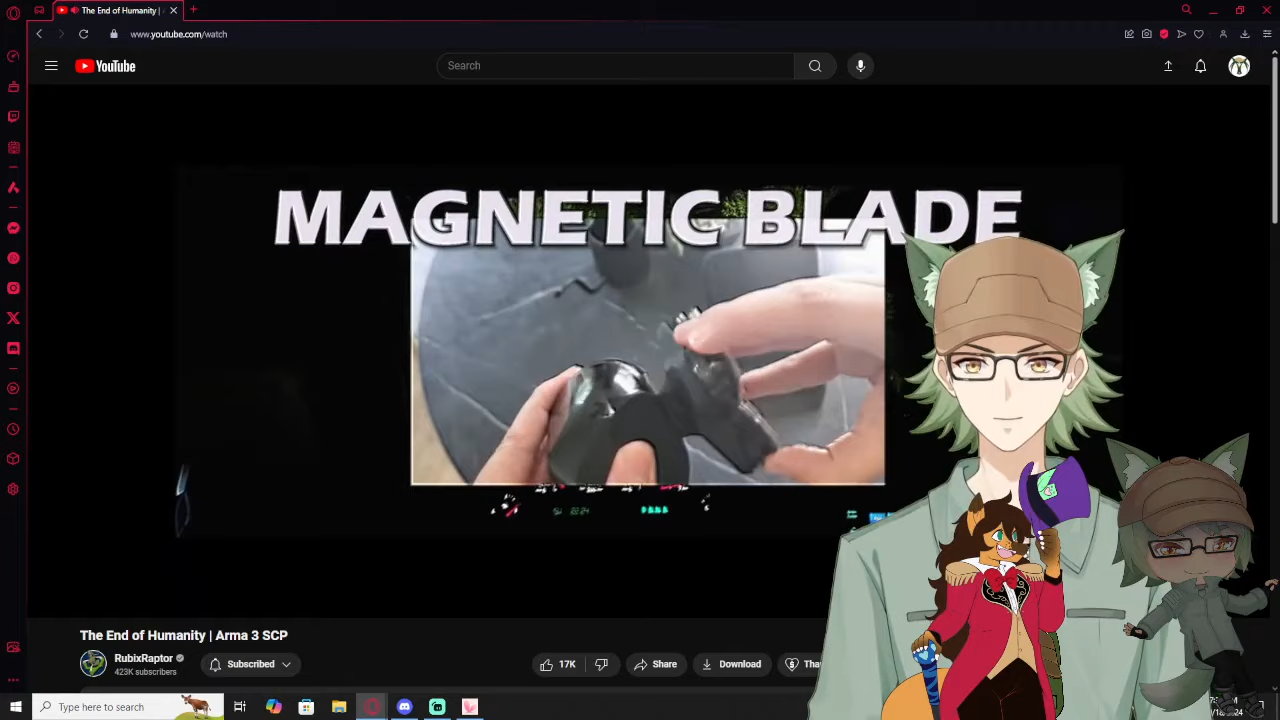 The End of Humanity |
www.youtube.com/watch
YouTube
Search
MAGNETIC BLADE
The End of Humanity | Arma 3 SCP
RubixRaptor
423K subscribers
Subscribed
17K
Share
Download
Tha
Type here to search